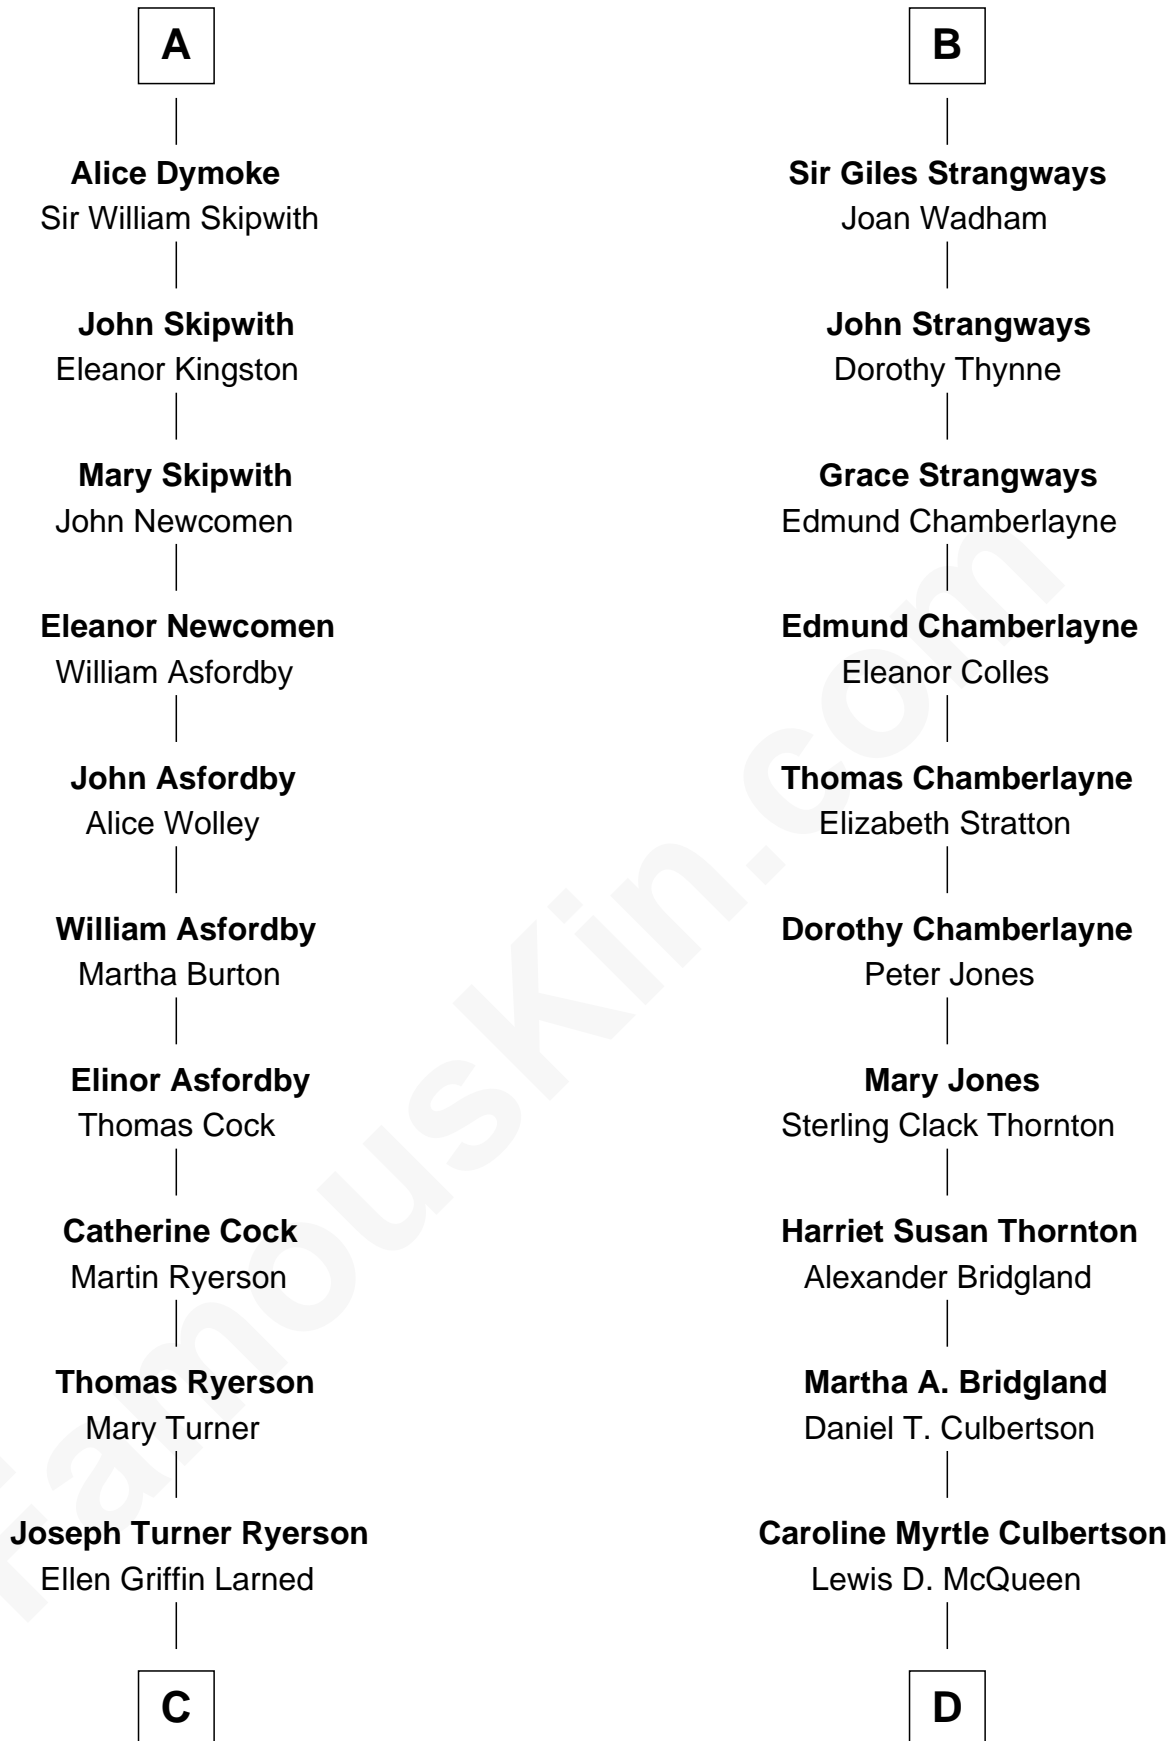 A
Alice Dymoke
Sir William Skipwith
John Skipwith
Eleanor Kingston
Mary Skipwith
John Newcomen
Eleanor Newcomen
William Asfordby
John Asfordby
Alice Wolley
William Asfordby
Martha Burton
Elinor Asfordby
Thomas Cock
Catherine Cock
Martin Ryerson
Thomas Ryerson
Mary Turner
Joseph Turner Ryerson
Ellen Griffin Larned
C
B
Sir Giles Strangways
Joan Wadham
John Strangways
Dorothy Thynne
Grace Strangways
Edmund Chamberlayne
Edmund Chamberlayne
Eleanor Colles
Thomas Chamberlayne
Elizabeth Stratton
Dorothy Chamberlayne
Peter Jones
Mary Jones
Sterling Clack Thornton
Harriet Susan Thornton
Alexander Bridgland
Martha A. Bridgland
Daniel T. Culbertson
Caroline Myrtle Culbertson
Lewis D. McQueen
D
FamousKin.com